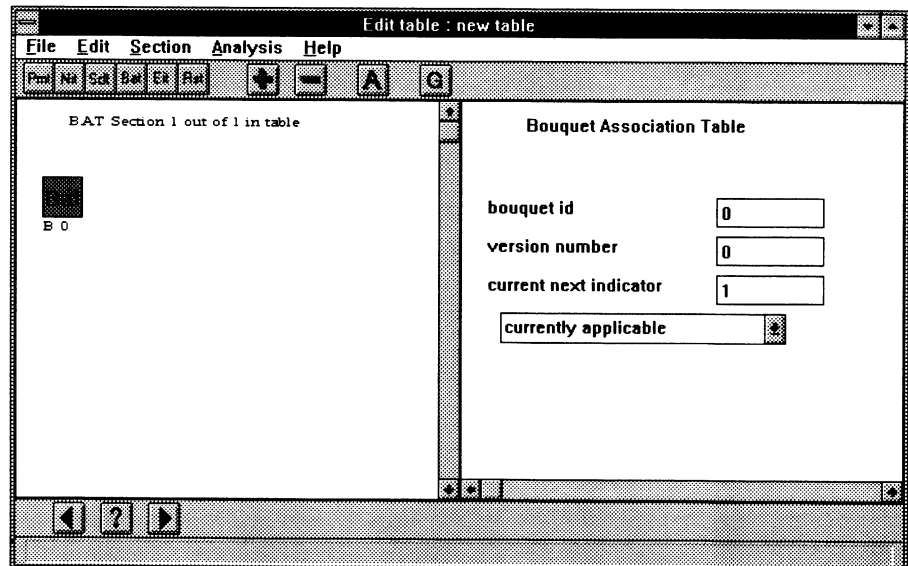 Edit table : new table
File Edit Section Analysis Help
Pmt Nit Sdt Bat Eit Rst A G
BAT Section 1 out of 1 in table
Bouquet Association Table
B 0
bouquet id 0
version number 0
current next indicator 1
currently applicable
?